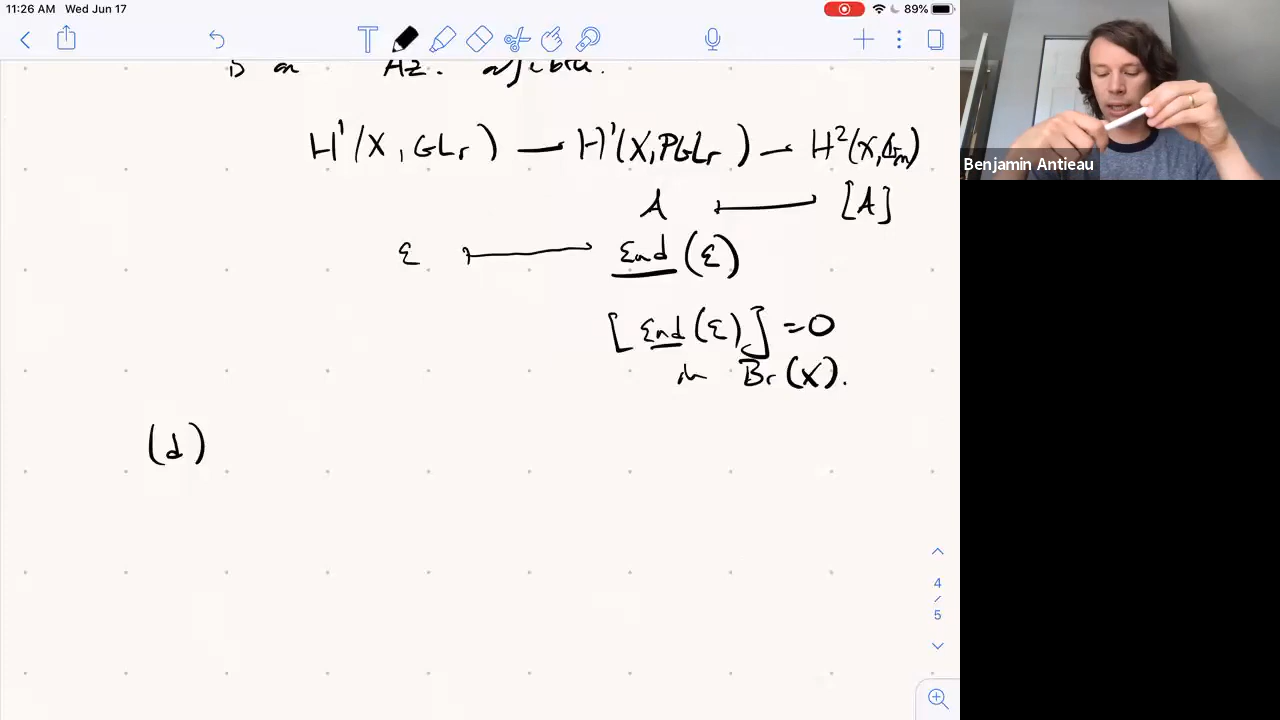 11:26 AM Wed Jun 17
89%
is an Az. algebra.
H¹(X, GLr) — H¹(X, PGLr) — H²(X, 𝔾m)
A [A]
ℰ End(ℰ)
[End(ℰ)] = 0
in Br(X).
(d)
4
/
5
T
Benjamin Antieau